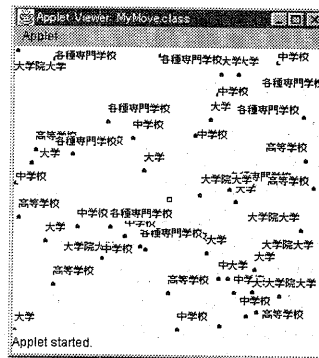 Applet Viewer: MyMove.class
Applet
各種専門学校
各種専門学校
大学大学
中学校
大学院大学
各種専門学校
中学校
大学
各種専門学校
中学校
高等学校
各種専門学校
中学校
大学
高等学校
大学
中学校
大学院大学
高等学校
大学
高等学校
中学校
各種専門学校
大学院大学
大学
各種専門学校
大学院大学
中学校
大学
大学院大学
中大学
大学
高等学校
大学院大学
高等学校
中学校
中学校
高等学校
大学
Applet started.